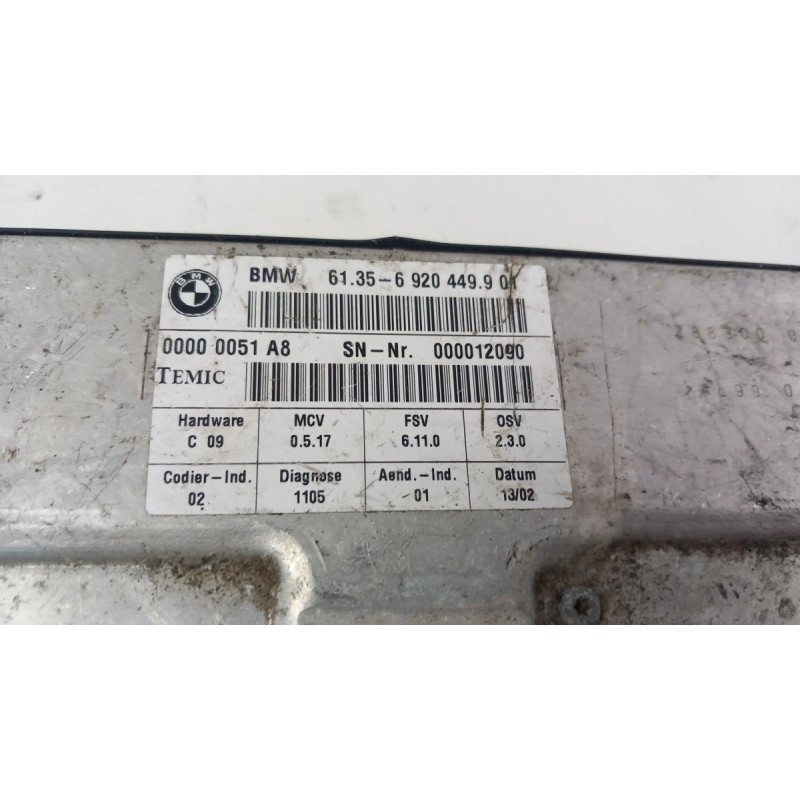 BMW
BMW 61.35-6 920 449.9 01
0000 0051 A8 SN-Nr. 000012090
TEMIC
Hardware MCV FSV OSV
C 09 0.5.17 6.11.0 2.3.0
Codier-Ind. Diagnose Aend.-Ind. Datum
02 1105 01 13/02